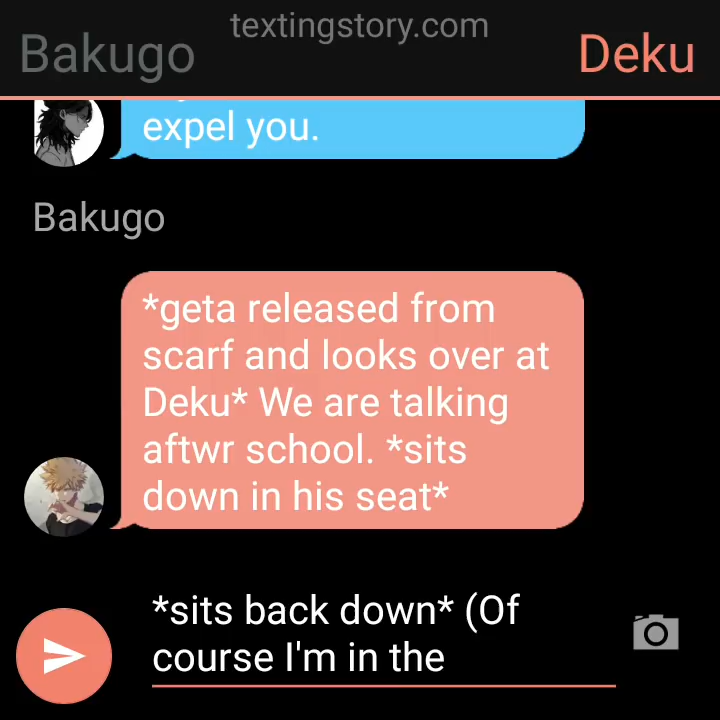 textingstory.com
Bakugo
Deku
expel you.
Bakugo
*geta released from
scarf and looks over at
Deku* We are talking
aftwr school. *sits
down in his seat*
*sits back down* (Of
course I'm in the